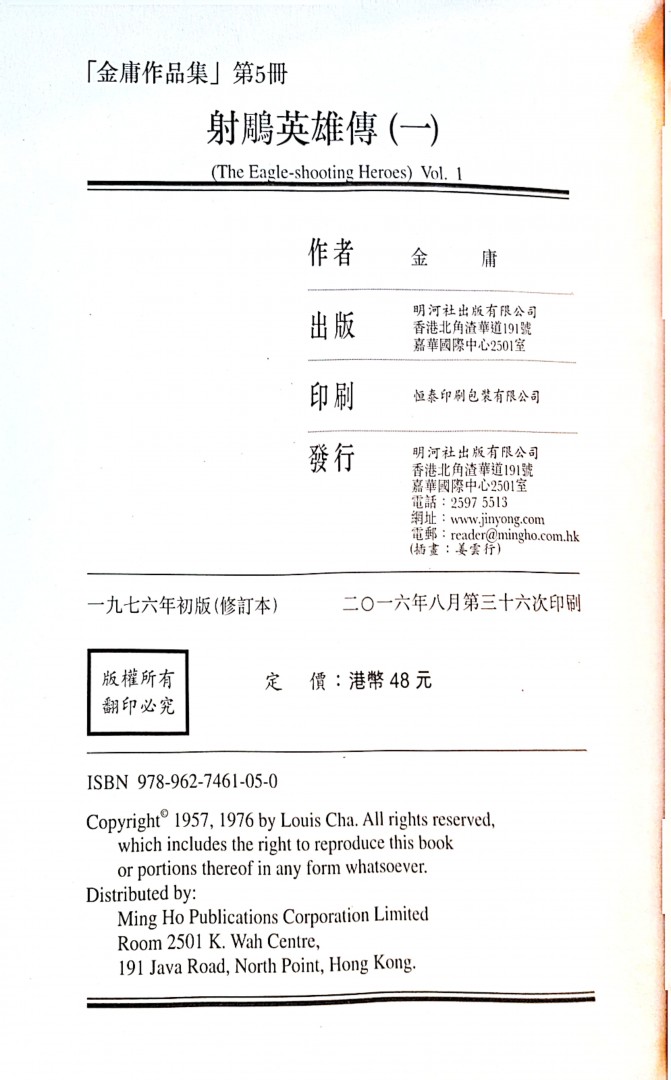 「金庸作品集」第5冊
射鵰英雄傳(一)
(The Eagle-shooting Heroes) Vol. 1
作者 金 庸
出版 明河社出版有限公司
香港北角渣華道191號
嘉華國際中心2501室
印刷 恒泰印刷包裝有限公司
發行 明河社出版有限公司
香港北角渣華道191號
嘉華國際中心2501室
電話：2597 5513
網址：www.jinyong.com
電郵：reader@mingho.com.hk
(插畫：姜雲行)
一九七六年初版(修訂本) 二〇一六年八月第三十六次印刷
版權所有
翻印必究
定 價：港幣 48 元
ISBN 978-962-7461-05-0
Copyright© 1957, 1976 by Louis Cha. All rights reserved,
which includes the right to reproduce this book
or portions thereof in any form whatsoever.
Distributed by:
Ming Ho Publications Corporation Limited
Room 2501 K. Wah Centre,
191 Java Road, North Point, Hong Kong.